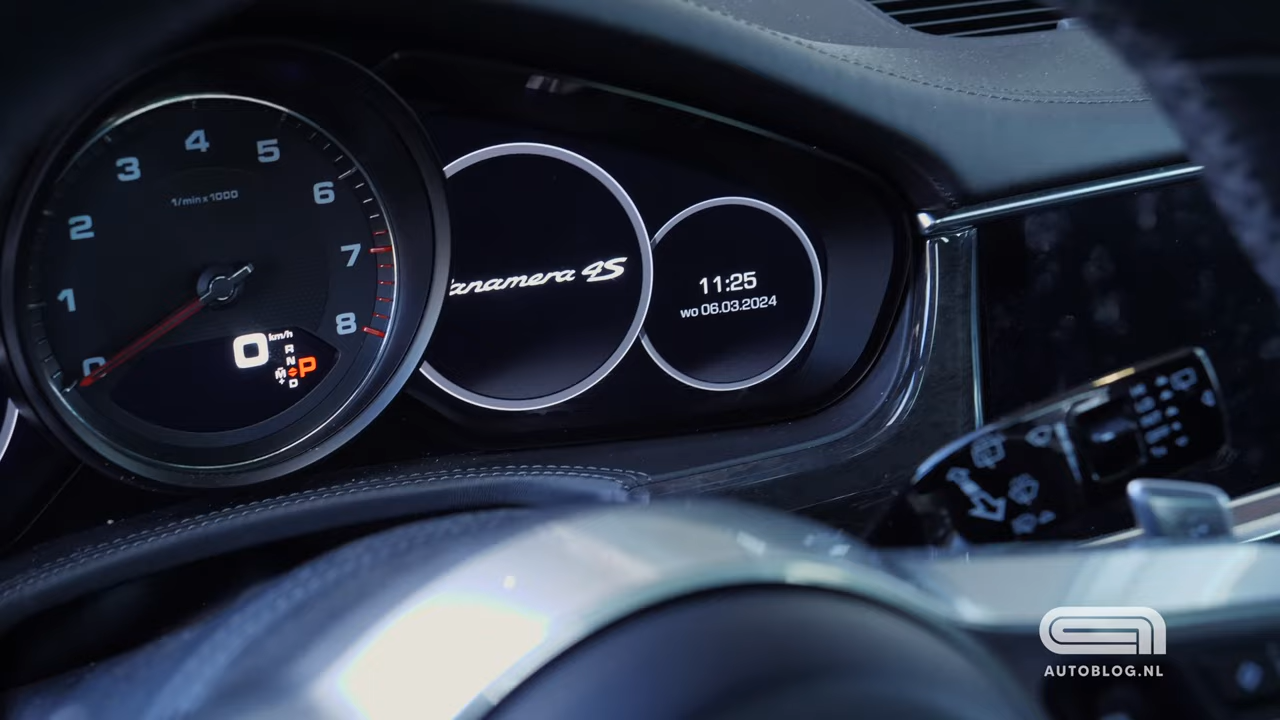 0
1
2
3
4
5
6
7
8
1/min x 1000
0 km/h
R
N
M
D
P
anamera 4S
11:25
wo 06.03.2024
AUTOBLOG.NL